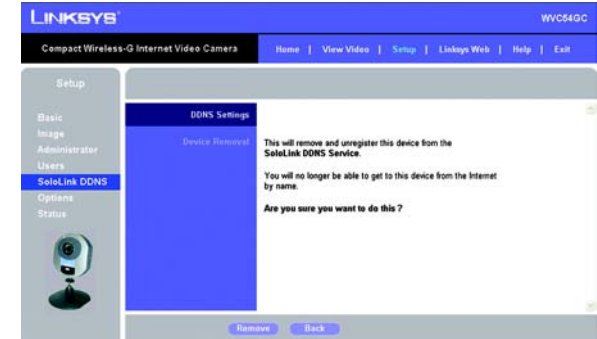 LINKSYS®
WVC54GC
Compact Wireless-G Internet Video Camera
Home | View Video | Setup | Linksys Web | Help | Exit
Setup
Basic
Image
Administrator
Users
SoloLink DDNS
Options
Status
DDNS Settings
Device Removal
This will remove and unregister this device from the
SoloLink DDNS Service.
You will no longer be able to get to this device from the Internet
by name.
Are you sure you want to do this ?
Remove
Back